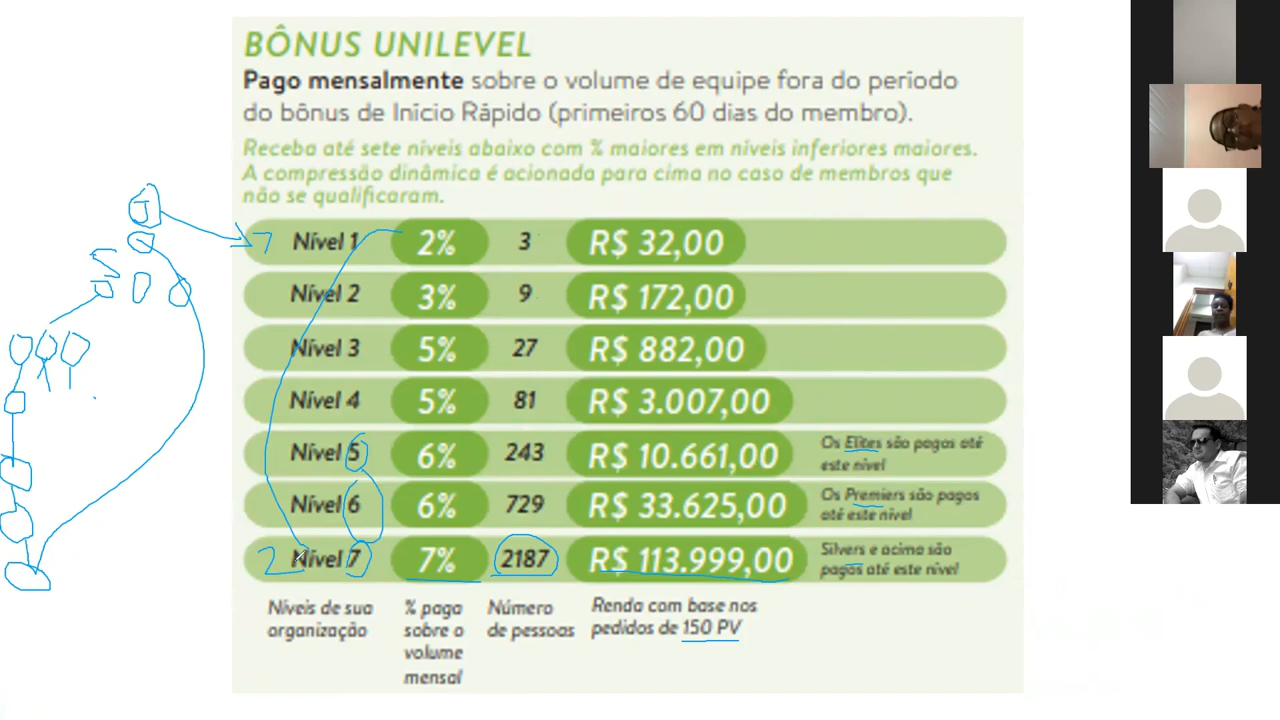 BÔNUS UNILEVEL
Pago mensalmente sobre o volume de equipe fora do período
do bônus de Início Rápido (primeiros 60 dias do membro).
Receba até sete níveis abaixo com % maiores em níveis inferiores maiores.
A compressão dinâmica é acionada para cima no caso de membros que
não se qualificaram.
7 Nível 1 2% 3 R$ 32,00
Nível 2 3% 9 R$ 172,00
Nível 3 5% 27 R$ 882,00
Nível 4 5% 81 R$ 3.007,00
Nível 5 6% 243 R$ 10.661,00 Os Elites são pagos até
este nível
Nível 6 6% 729 R$ 33.625,00 Os Premiers são pagos
até este nível
2 Nível 7 7% 2187 R$ 113.999,00 Silvers e acima são
pagos até este nível
Níveis de sua
organização
% paga
sobre o
volume
mensal
Número
de pessoas
Renda com base nos
pedidos de 150 PV